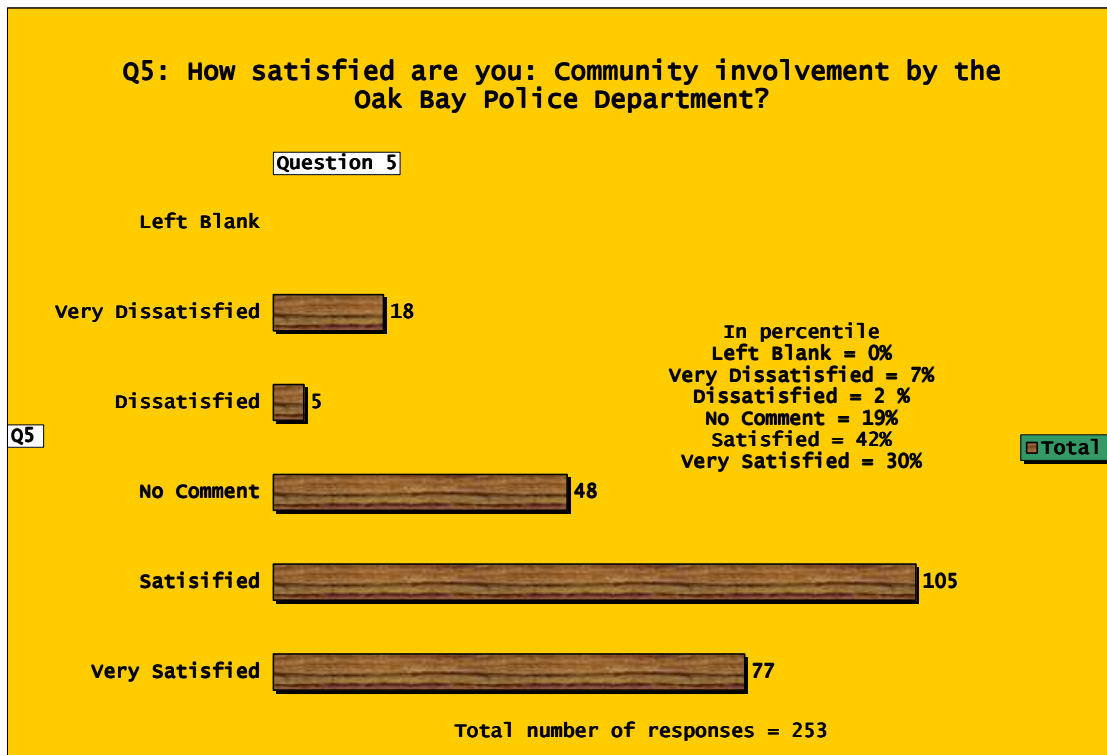 Q5: How satisfied are you: Community involvement by the
Oak Bay Police Department?
Question 5
Left Blank
Very Dissatisfied
18
Dissatisfied
5
Q5
No Comment
48
Satisified
105
Very Satisfied
77
In percentile
Left Blank = 0%
Very Dissatisfied = 7%
Dissatisfied = 2 %
No Comment = 19%
Satisfied = 42%
Very Satisfied = 30%
Total
Total number of responses = 253